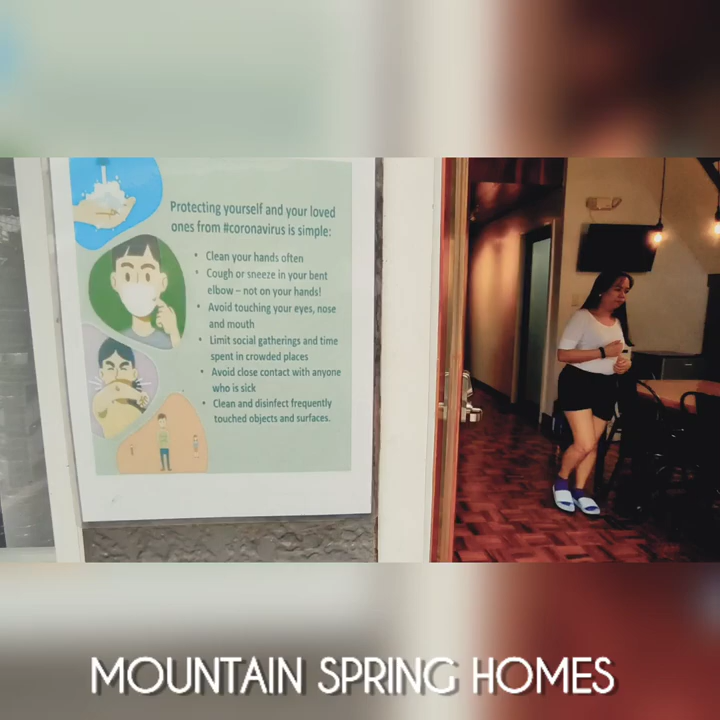 Protecting yourself and your loved
ones from #coronavirus is simple:
• Clean your hands often
• Cough or sneeze in your bent
elbow – not on your hands!
• Avoid touching your eyes, nose
and mouth
• Limit social gatherings and time
spent in crowded places
• Avoid close contact with anyone
who is sick
• Clean and disinfect frequently
touched objects and surfaces.
MOUNTAIN SPRING HOMES